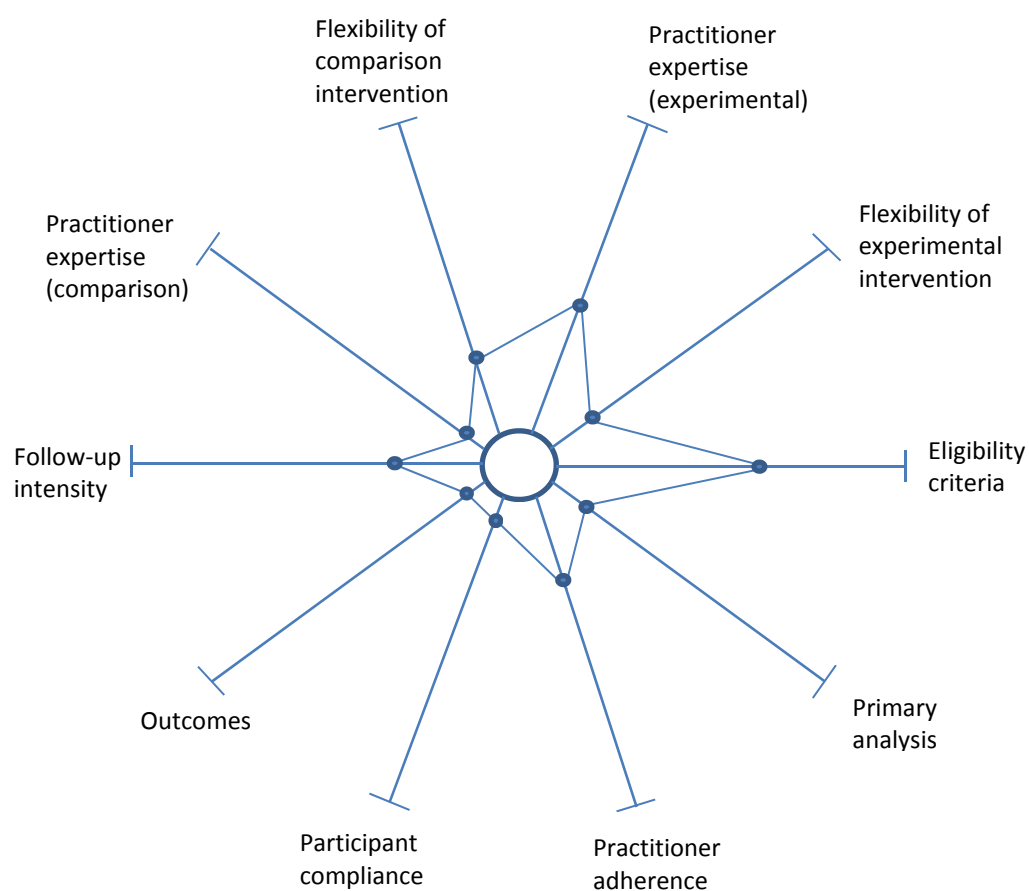 Flexibility of
comparison
intervention
Practitioner
expertise
(experimental)
Practitioner
expertise
(comparison)
Flexibility of
experimental
intervention
Follow-up
intensity
Eligibility
criteria
Outcomes
Primary
analysis
Participant
compliance
Practitioner
adherence